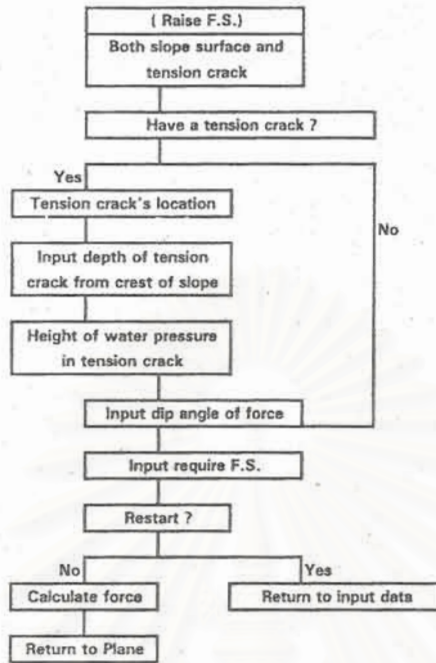 ( Raise F.S.)
Both slope surface and
tension crack
Have a tension crack ?
Yes
No
Tension crack's location
Input depth of tension
crack from crest of slope
Height of water pressure
in tension crack
Input dip angle of force
Input require F.S.
Restart ?
No
Yes
Calculate force
Return to input data
Return to Plane